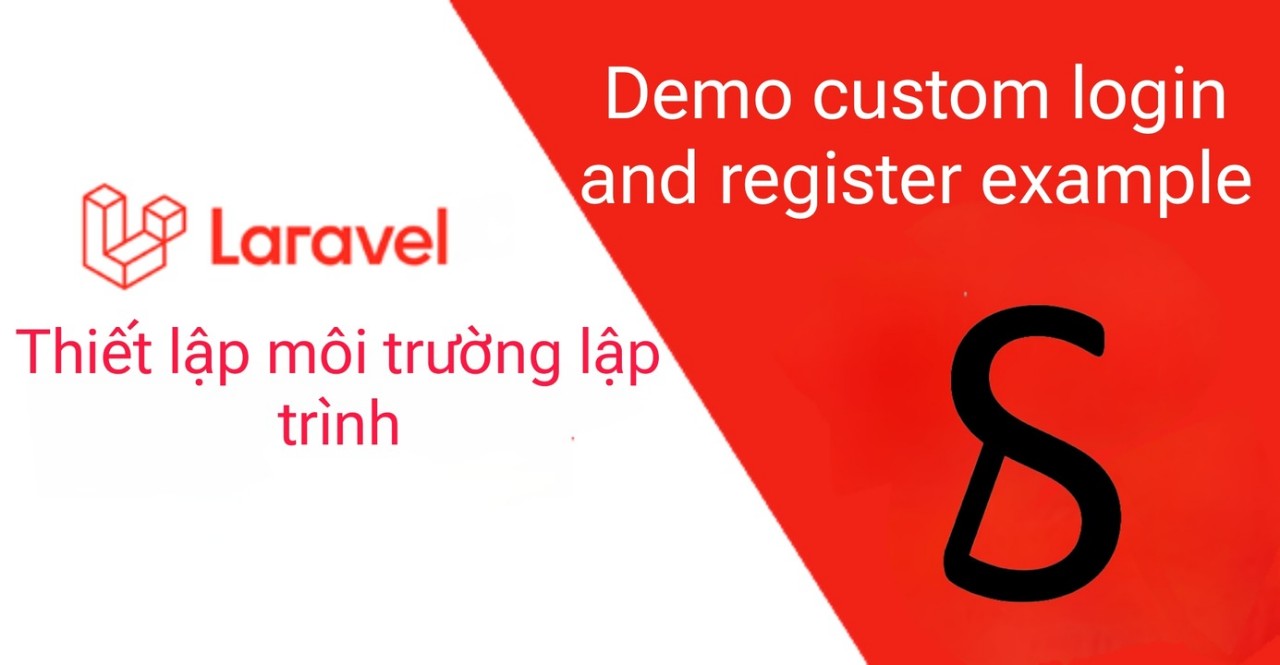 Laravel
Thiết lập môi trường lập
trình
Demo custom login
and register example